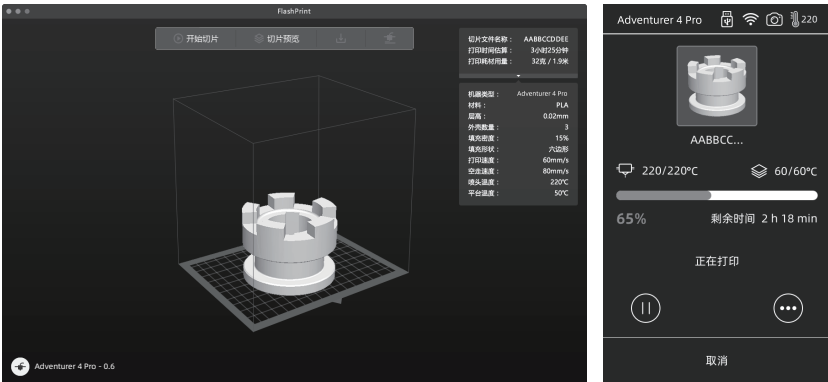 FlashPrint
开始切片
切片预览
切片文件名称： AABBCCDDEE
打印时间估算： 3小时25分钟
打印耗材用量： 32克 / 1.9米
机器类型： Adventurer 4 Pro
材料： PLA
层高： 0.02mm
外壳数量： 3
填充密度： 15%
填充形状： 六边形
打印速度： 60mm/s
空走速度： 80mm/s
喷头温度： 220℃
平台温度： 50℃
Adventurer 4 Pro - 0.6
Adventurer 4 Pro 220
AABBCC...
220/220℃ 60/60℃
65% 剩余时间 2 h 18 min
正在打印
取消